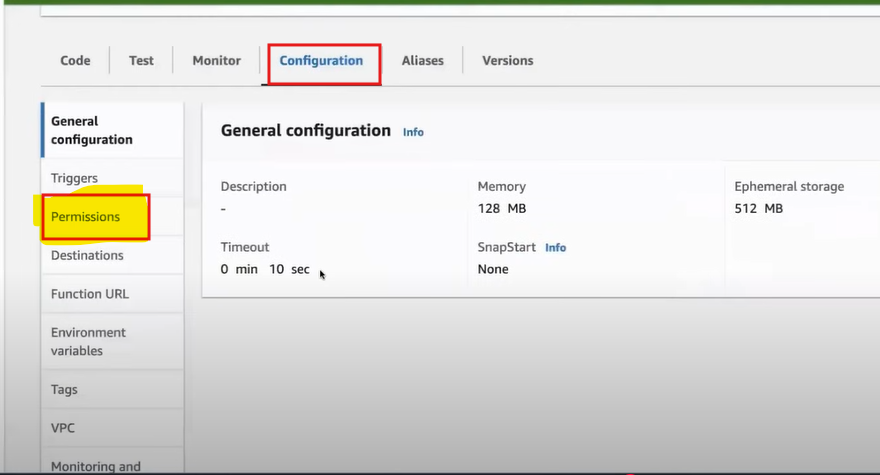 Code Test Monitor Configuration Aliases Versions
General
configuration
Triggers
Permissions
Destinations
Function URL
Environment
variables
Tags
VPC
Monitoring and
General configuration Info
Description Memory Ephemeral storage
- 128 MB 512 MB
Timeout SnapStart Info
0 min 10 sec None